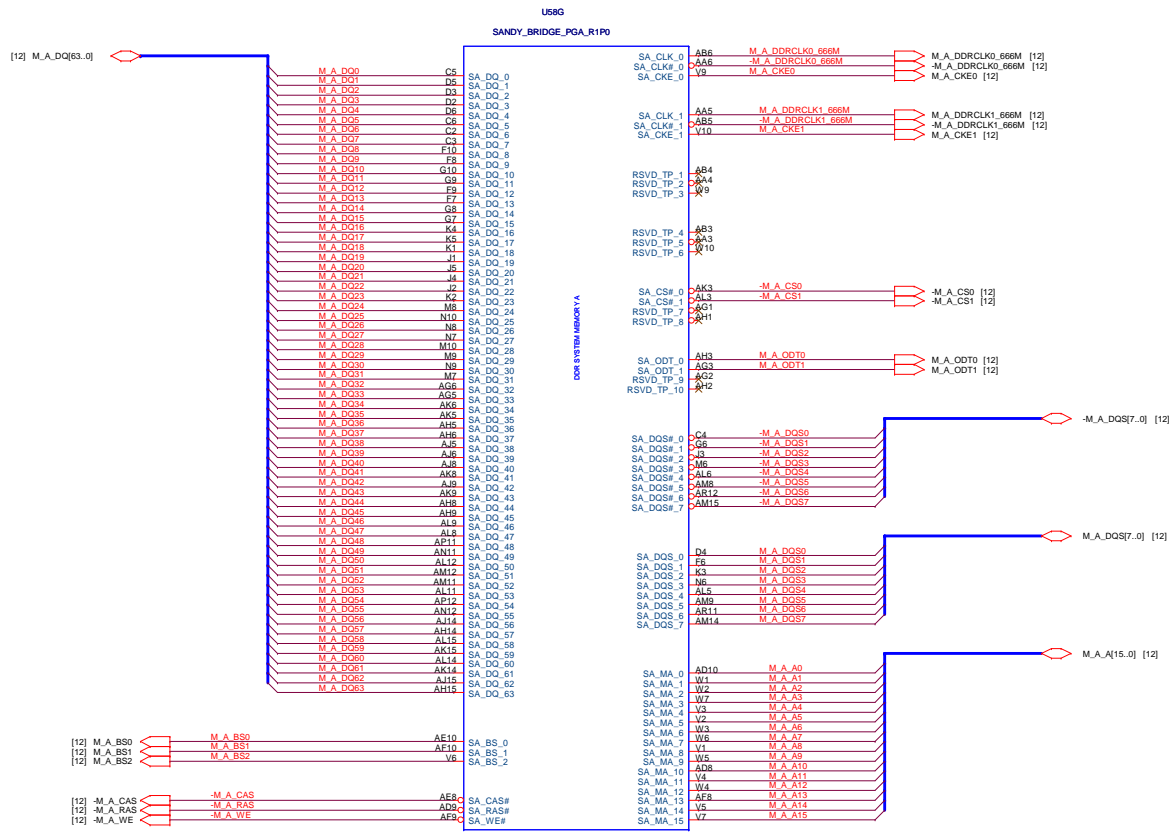 U58G
SANDY_BRIDGE_PGA_R1P0
[12] M_A_DQ[63..0]
M_A_DQ0 C5 SA_DQ_0
M_A_DQ1 D5 SA_DQ_1
M_A_DQ2 D3 SA_DQ_2
M_A_DQ3 D2 SA_DQ_3
M_A_DQ4 D6 SA_DQ_4
M_A_DQ5 C6 SA_DQ_5
M_A_DQ6 C2 SA_DQ_6
M_A_DQ7 C3 SA_DQ_7
M_A_DQ8 F10 SA_DQ_8
M_A_DQ9 F8 SA_DQ_9
M_A_DQ10 G10 SA_DQ_10
M_A_DQ11 G9 SA_DQ_11
M_A_DQ12 F9 SA_DQ_12
M_A_DQ13 F7 SA_DQ_13
M_A_DQ14 G8 SA_DQ_14
M_A_DQ15 G7 SA_DQ_15
M_A_DQ16 K4 SA_DQ_16
M_A_DQ17 K5 SA_DQ_17
M_A_DQ18 K1 SA_DQ_18
M_A_DQ19 J1 SA_DQ_19
M_A_DQ20 J5 SA_DQ_20
M_A_DQ21 J4 SA_DQ_21
M_A_DQ22 J2 SA_DQ_22
M_A_DQ23 K2 SA_DQ_23
M_A_DQ24 M8 SA_DQ_24
M_A_DQ25 N10 SA_DQ_25
M_A_DQ26 N8 SA_DQ_26
M_A_DQ27 N7 SA_DQ_27
M_A_DQ28 M10 SA_DQ_28
M_A_DQ29 M9 SA_DQ_29
M_A_DQ30 N9 SA_DQ_30
M_A_DQ31 M7 SA_DQ_31
M_A_DQ32 AG6 SA_DQ_32
M_A_DQ33 AG5 SA_DQ_33
M_A_DQ34 AK6 SA_DQ_34
M_A_DQ35 AK5 SA_DQ_35
M_A_DQ36 AH5 SA_DQ_36
M_A_DQ37 AH6 SA_DQ_37
M_A_DQ38 AJ5 SA_DQ_38
M_A_DQ39 AJ6 SA_DQ_39
M_A_DQ40 AJ8 SA_DQ_40
M_A_DQ41 AK8 SA_DQ_41
M_A_DQ42 AJ9 SA_DQ_42
M_A_DQ43 AK9 SA_DQ_43
M_A_DQ44 AH8 SA_DQ_44
M_A_DQ45 AH9 SA_DQ_45
M_A_DQ46 AL9 SA_DQ_46
M_A_DQ47 AL8 SA_DQ_47
M_A_DQ48 AP11 SA_DQ_48
M_A_DQ49 AN11 SA_DQ_49
M_A_DQ50 AL12 SA_DQ_50
M_A_DQ51 AM12 SA_DQ_51
M_A_DQ52 AM11 SA_DQ_52
M_A_DQ53 AL11 SA_DQ_53
M_A_DQ54 AP12 SA_DQ_54
M_A_DQ55 AN12 SA_DQ_55
M_A_DQ56 AJ14 SA_DQ_56
M_A_DQ57 AH14 SA_DQ_57
M_A_DQ58 AL15 SA_DQ_58
M_A_DQ59 AK15 SA_DQ_59
M_A_DQ60 AL14 SA_DQ_60
M_A_DQ61 AK14 SA_DQ_61
M_A_DQ62 AJ15 SA_DQ_62
M_A_DQ63 AH15 SA_DQ_63
[12] M_A_BS0 M_A_BS0 AE10 SA_BS_0
[12] M_A_BS1 M_A_BS1 AF10 SA_BS_1
[12] M_A_BS2 M_A_BS2 V6 SA_BS_2
[12] -M_A_CAS -M_A_CAS AE8 SA_CAS#
[12] -M_A_RAS -M_A_RAS AD9 SA_RAS#
[12] -M_A_WE -M_A_WE AF9 SA_WE#
DDR SYSTEM MEMORY A
SA_CLK_0 AB6 M_A_DDRCLK0_666M M_A_DDRCLK0_666M [12]
SA_CLK#_0 AA6 -M_A_DDRCLK0_666M -M_A_DDRCLK0_666M [12]
SA_CKE_0 V9 M_A_CKE0 M_A_CKE0 [12]
SA_CLK_1 AA5 M_A_DDRCLK1_666M M_A_DDRCLK1_666M [12]
SA_CLK#_1 AB5 -M_A_DDRCLK1_666M -M_A_DDRCLK1_666M [12]
SA_CKE_1 V10 M_A_CKE1 M_A_CKE1 [12]
RSVD_TP_1 AB4
RSVD_TP_2 AA4
RSVD_TP_3 W9
RSVD_TP_4 AB3
RSVD_TP_5 AA3
RSVD_TP_6 W10
SA_CS#_0 AK3 -M_A_CS0 -M_A_CS0 [12]
SA_CS#_1 AL3 -M_A_CS1 -M_A_CS1 [12]
RSVD_TP_7 AG1
RSVD_TP_8 AH1
SA_ODT_0 AH3 M_A_ODT0 M_A_ODT0 [12]
SA_ODT_1 AG3 M_A_ODT1 M_A_ODT1 [12]
RSVD_TP_9 AG2
RSVD_TP_10 AH2
-M_A_DQS[7..0] [12]
SA_DQS#_0 C4 -M_A_DQS0
SA_DQS#_1 G6 -M_A_DQS1
SA_DQS#_2 J3 -M_A_DQS2
SA_DQS#_3 M6 -M_A_DQS3
SA_DQS#_4 AL6 -M_A_DQS4
SA_DQS#_5 AM8 -M_A_DQS5
SA_DQS#_6 AR12 -M_A_DQS6
SA_DQS#_7 AM15 -M_A_DQS7
M_A_DQS[7..0] [12]
SA_DQS_0 D4 M_A_DQS0
SA_DQS_1 F6 M_A_DQS1
SA_DQS_2 K3 M_A_DQS2
SA_DQS_3 N6 M_A_DQS3
SA_DQS_4 AL5 M_A_DQS4
SA_DQS_5 AM9 M_A_DQS5
SA_DQS_6 AR11 M_A_DQS6
SA_DQS_7 AM14 M_A_DQS7
M_A_A[15..0] [12]
SA_MA_0 AD10 M_A_A0
SA_MA_1 W1 M_A_A1
SA_MA_2 W2 M_A_A2
SA_MA_3 W7 M_A_A3
SA_MA_4 V3 M_A_A4
SA_MA_5 V2 M_A_A5
SA_MA_6 W3 M_A_A6
SA_MA_7 W6 M_A_A7
SA_MA_8 V1 M_A_A8
SA_MA_9 W5 M_A_A9
SA_MA_10 AD8 M_A_A10
SA_MA_11 V4 M_A_A11
SA_MA_12 W4 M_A_A12
SA_MA_13 AF8 M_A_A13
SA_MA_14 V5 M_A_A14
SA_MA_15 V7 M_A_A15